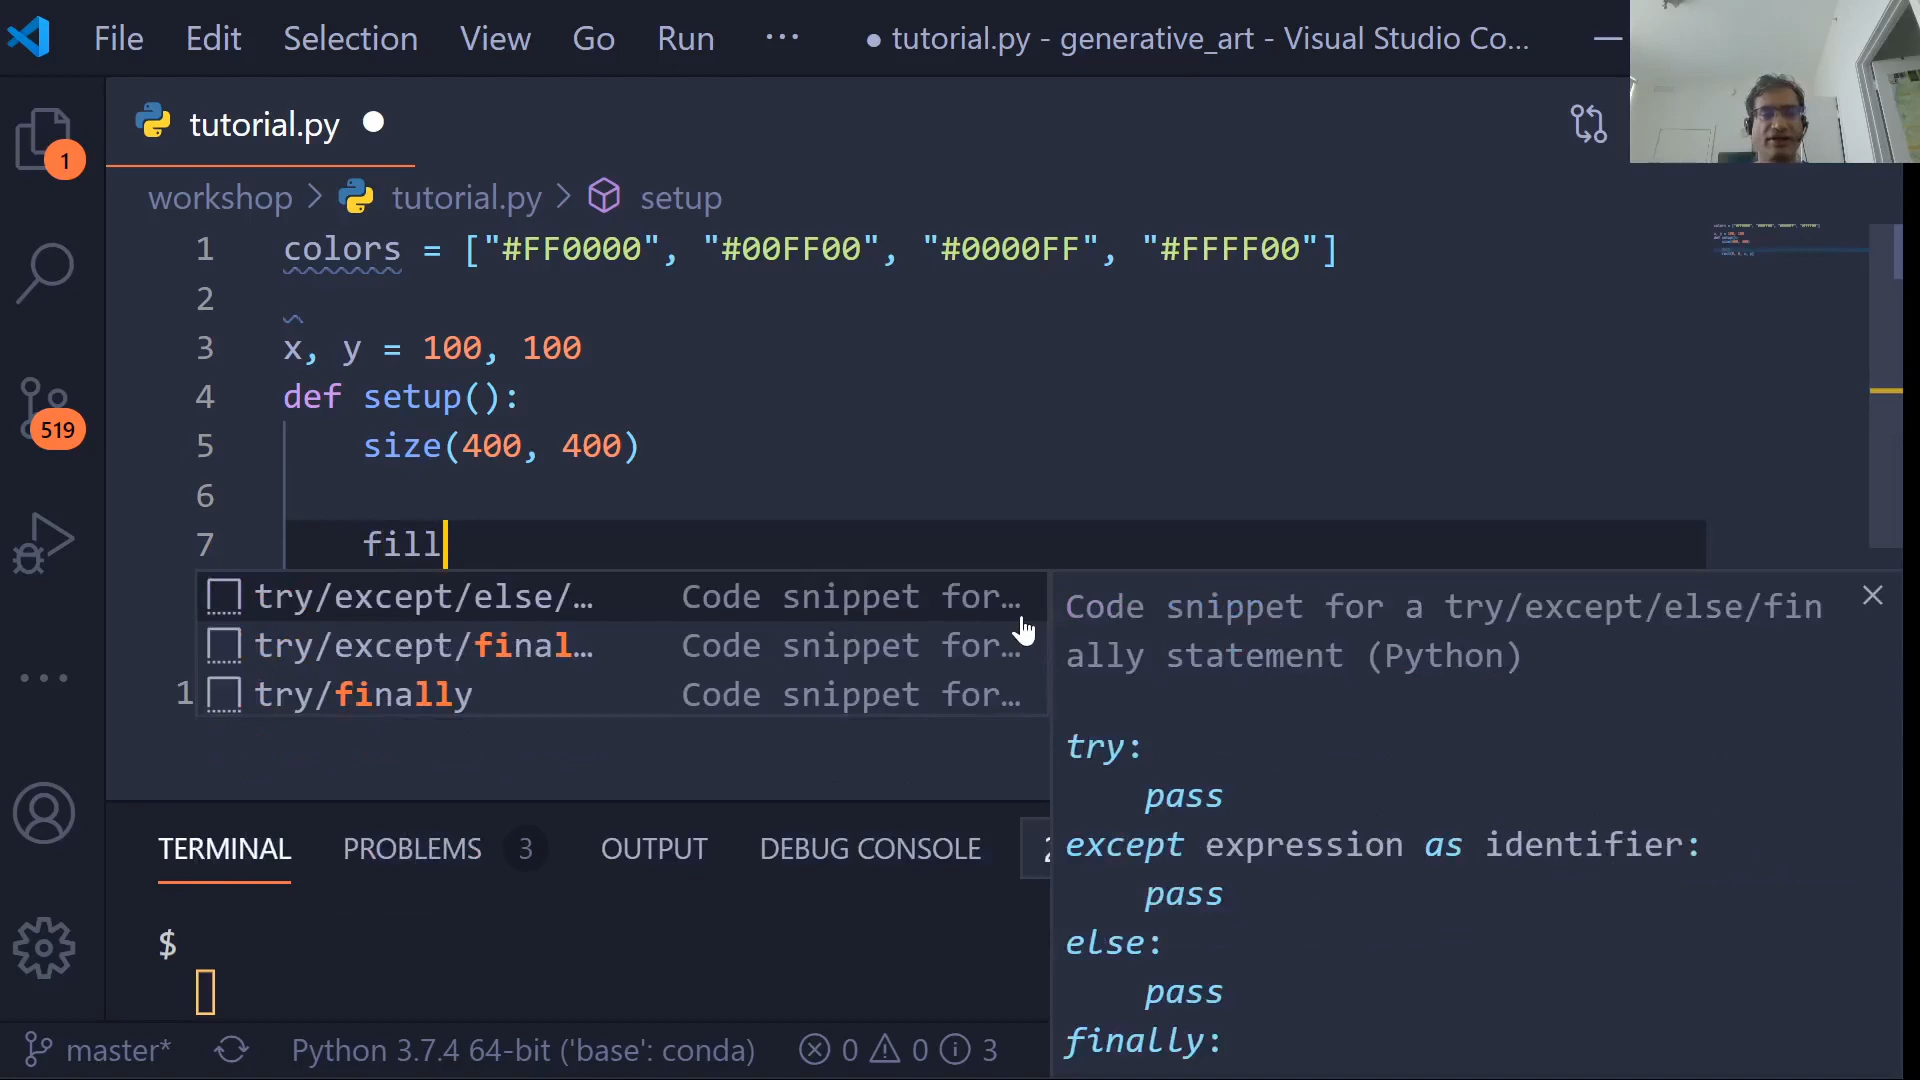 File Edit Selection View Go Run ··· ● tutorial.py - generative_art - Visual Studio Co...
tutorial.py
workshop > tutorial.py > setup
1 colors = ["#FF0000", "#00FF00", "#0000FF", "#FFFF00"]
2
3 x, y = 100, 100
4 def setup():
5 size(400, 400)
6
7 fill
try/except/else/… Code snippet for…
try/except/final… Code snippet for…
1 try/finally Code snippet for…
Code snippet for a try/except/else/fin
ally statement (Python)
try:
pass
except expression as identifier:
pass
else:
pass
finally:
1
519
TERMINAL PROBLEMS 3 OUTPUT DEBUG CONSOLE
$
master* Python 3.7.4 64-bit ('base': conda) 0 0 3